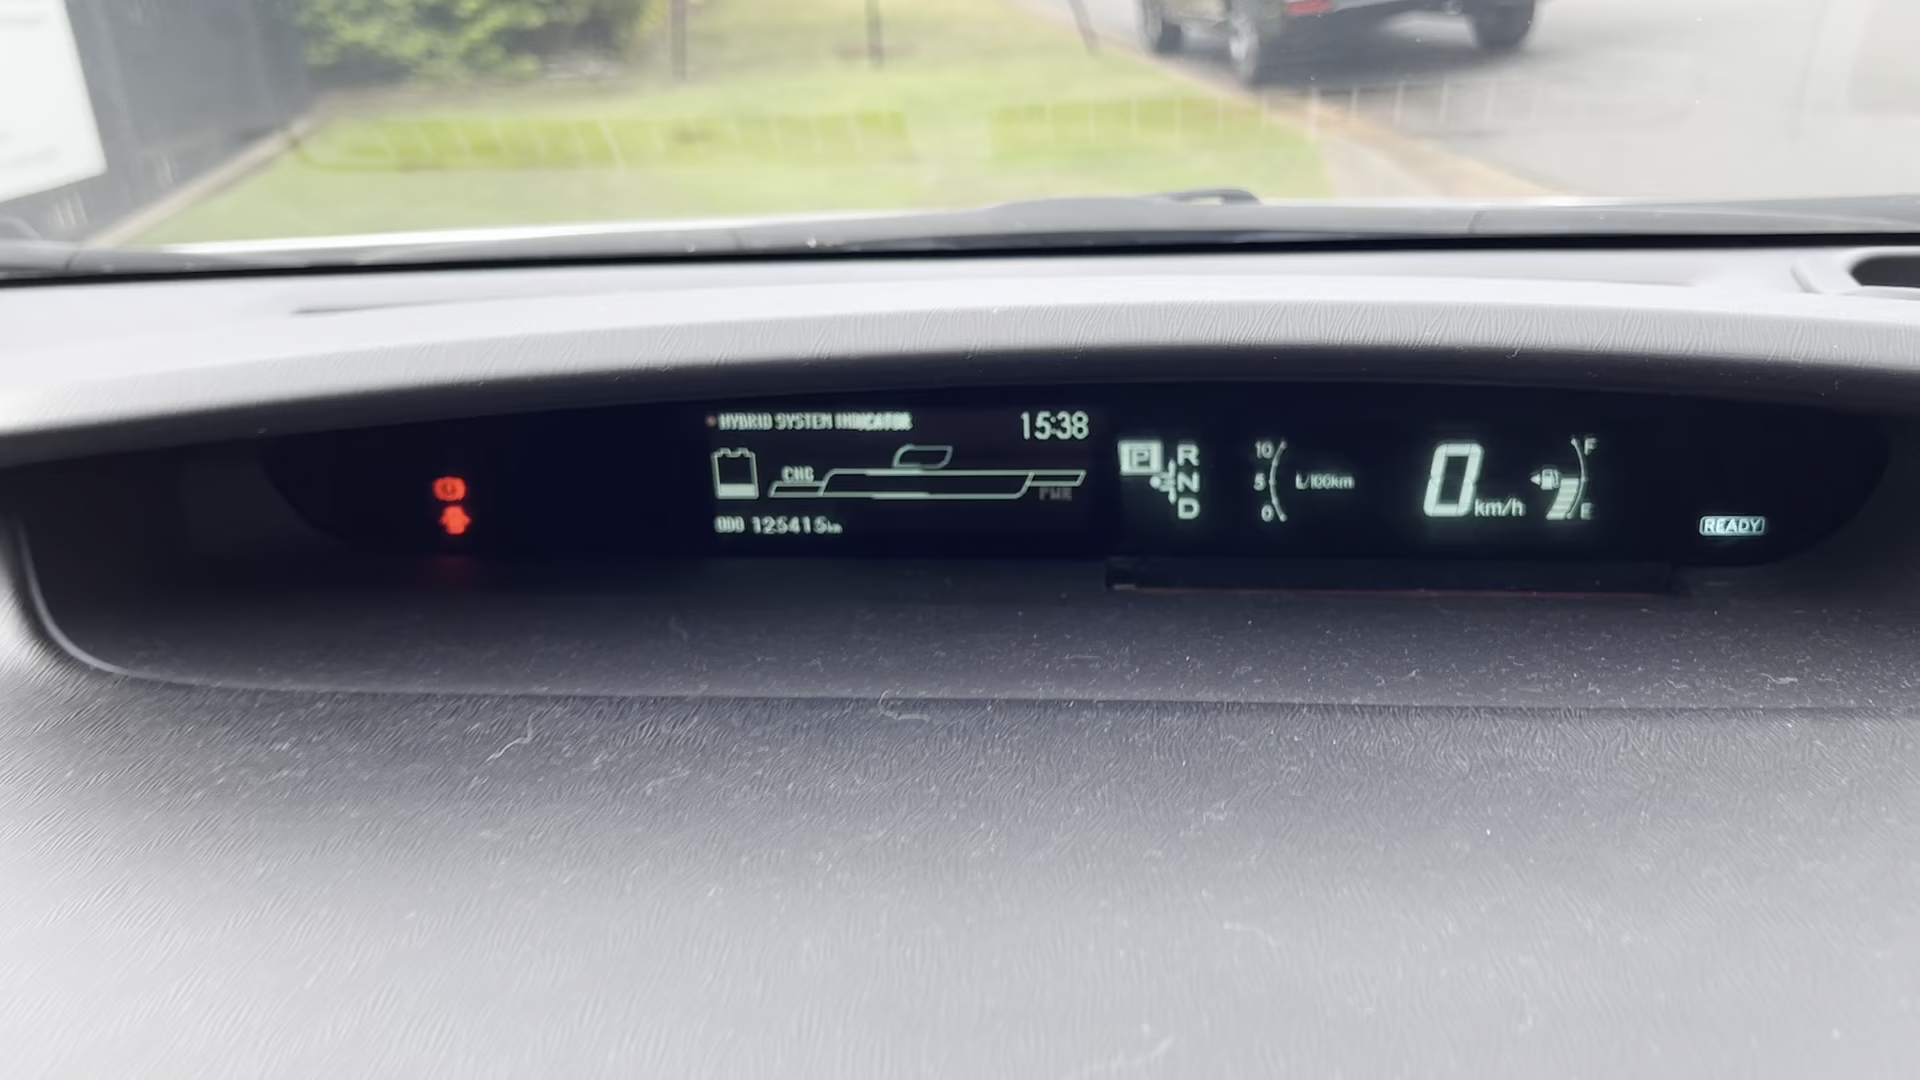 HYBRID SYSTEM INDICATOR
15:38
CHG
PWR
ODO 125415km
P
R
N
D
10
5
0
L/100km
0 km/h
F
E
READY